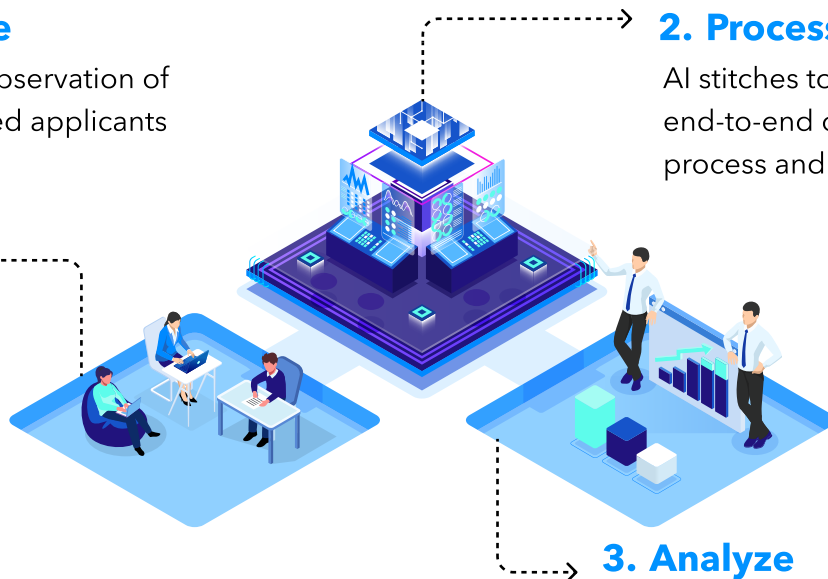 e
bservation of
ed applicants
2. Process
AI stitches to
end-to-end
process and
3. Analyze